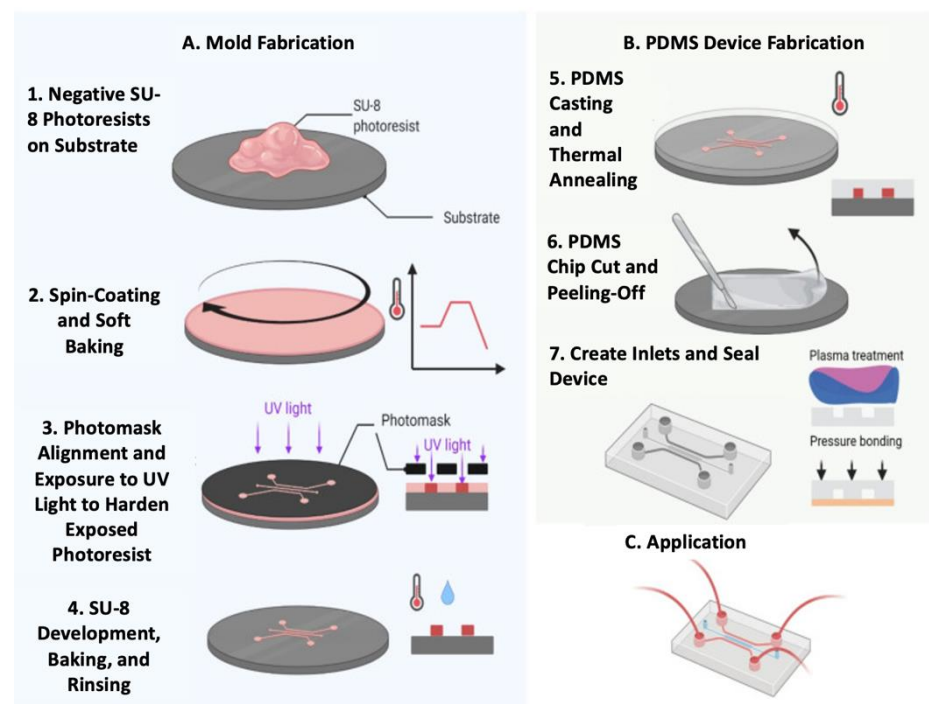 A. Mold Fabrication
1. Negative SU-
8 Photoresists
on Substrate
SU-8
photoresist
Substrate
2. Spin-Coating
and Soft
Baking
3. Photomask
Alignment and
Exposure to UV
Light to Harden
Exposed
Photoresist
UV light
Photomask
UV light
4. SU-8
Development,
Baking, and
Rinsing
B. PDMS Device Fabrication
5. PDMS
Casting
and
Thermal
Annealing
6. PDMS
Chip Cut and
Peeling-Off
7. Create Inlets and Seal
Device
Plasma treatment
Pressure bonding
C. Application